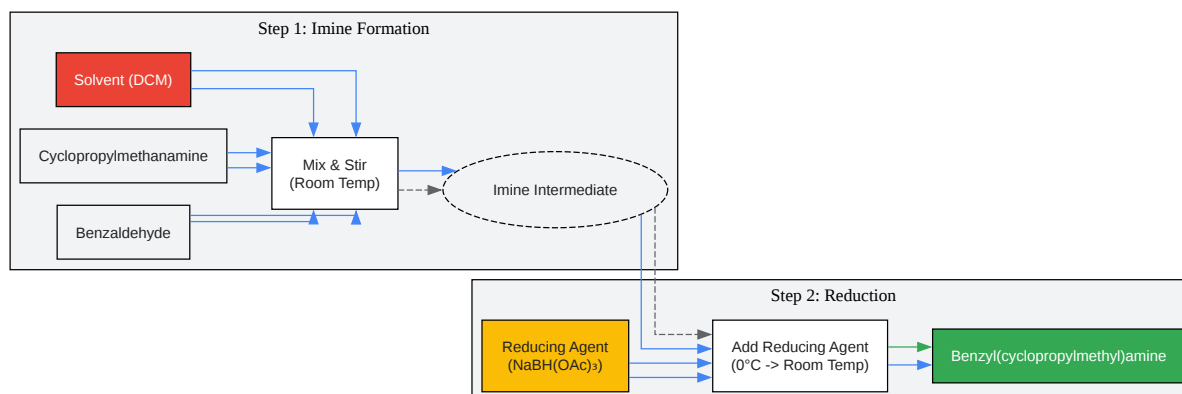 Step 1: Imine Formation
Solvent (DCM)
Cyclopropylmethanamine
Mix & Stir
(Room Temp)
Imine Intermediate
Benzaldehyde
Step 2: Reduction
Reducing Agent
(NaBH(OAc)₃)
Add Reducing Agent
(0°C -> Room Temp)
Benzyl(cyclopropylmethyl)amine